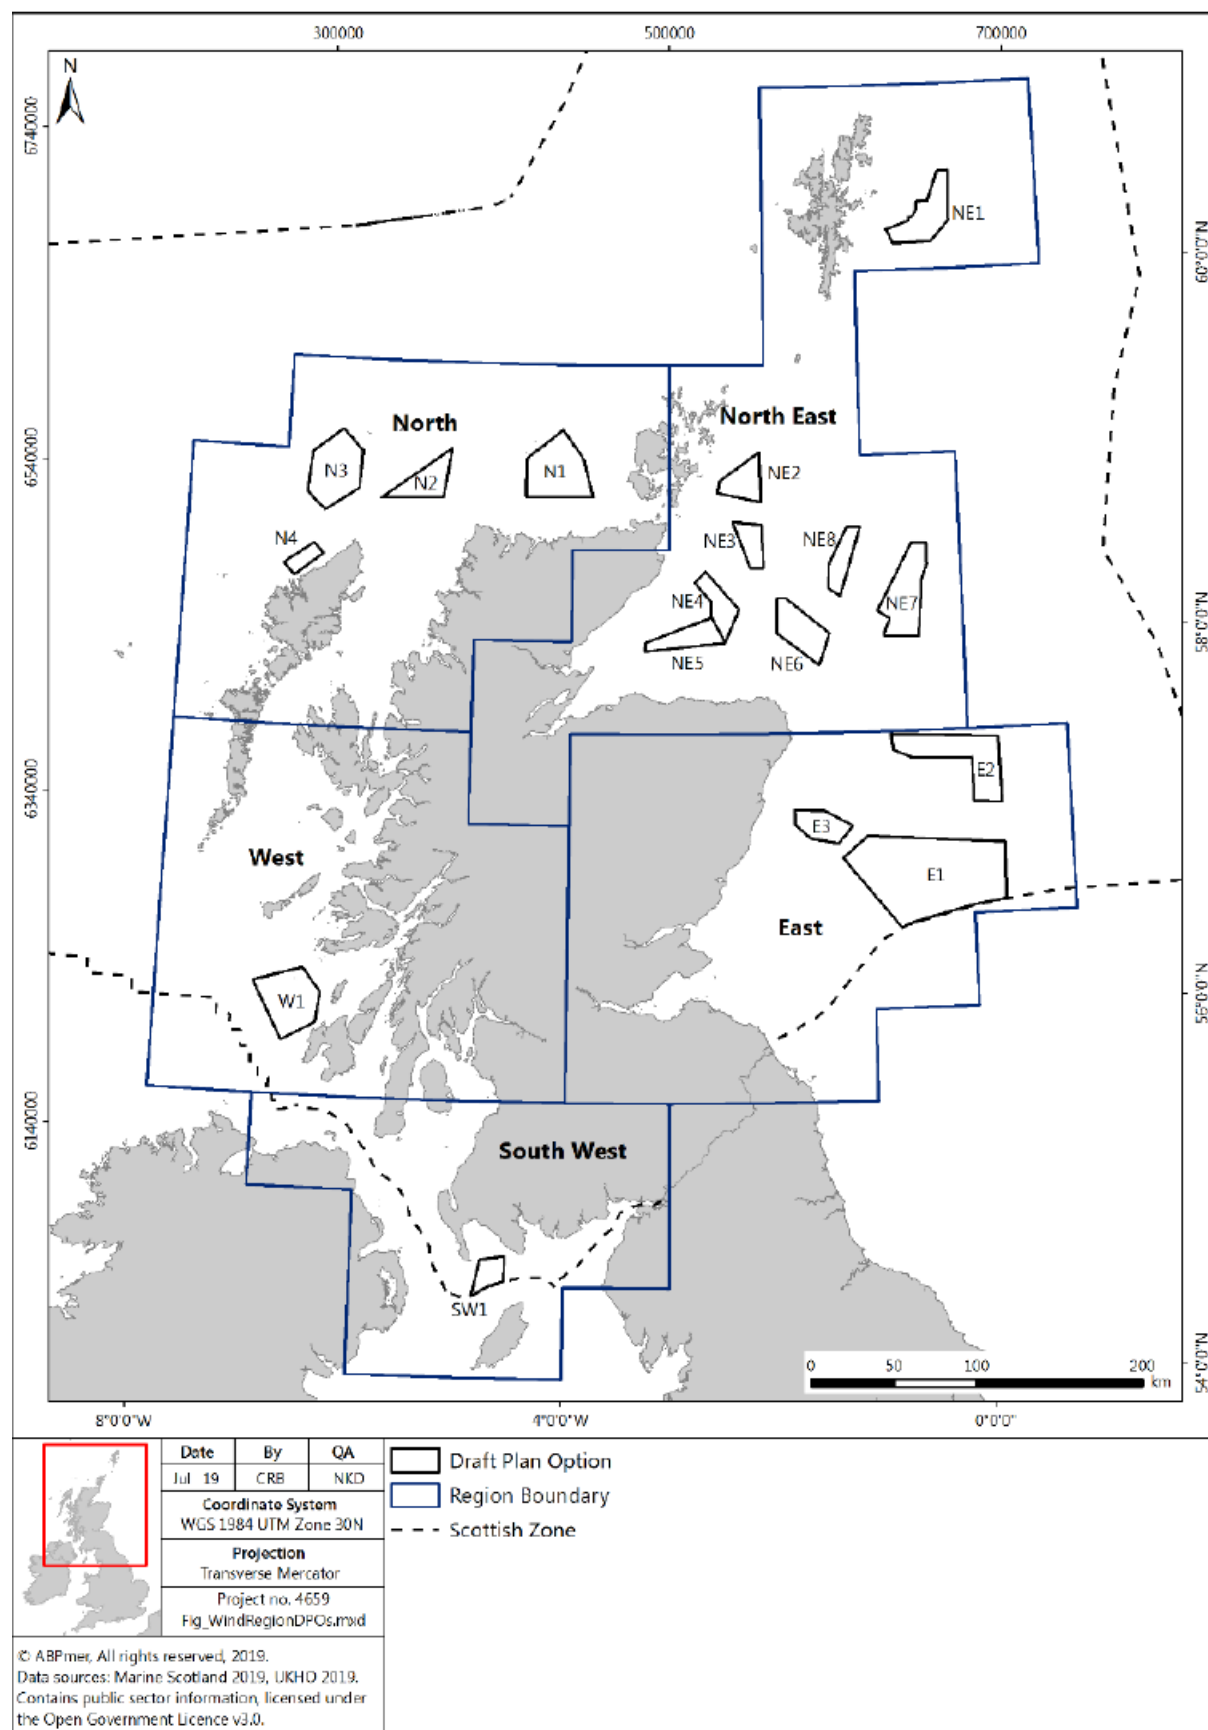 300000 500000 700000
N
6740000
NE1
60°0'0"N
North
North East
6540000
N3
N2
N1
NE2
N4
NE3
NE8
58°0'0"N
NE4
NE7
NE5
NE6
6340000
E2
E3
West
E1
East
W1
56°0'0"N
6140000
South West
SW1
0 50 100 200
km
54°0'0"N
8°0'0"W 4°0'0"W 0°0'0"
Date By QA
Jul 19 CRB NKD
Coordinate System
WGS 1984 UTM Zone 30N
Projection
Transverse Mercator
Project no. 4659
Fig_WindRegionDPOs.mxd
Draft Plan Option
Region Boundary
Scottish Zone
© ABPmer, All rights reserved, 2019.
Data sources: Marine Scotland 2019, UKHO 2019.
Contains public sector information, licensed under
the Open Government Licence v3.0.